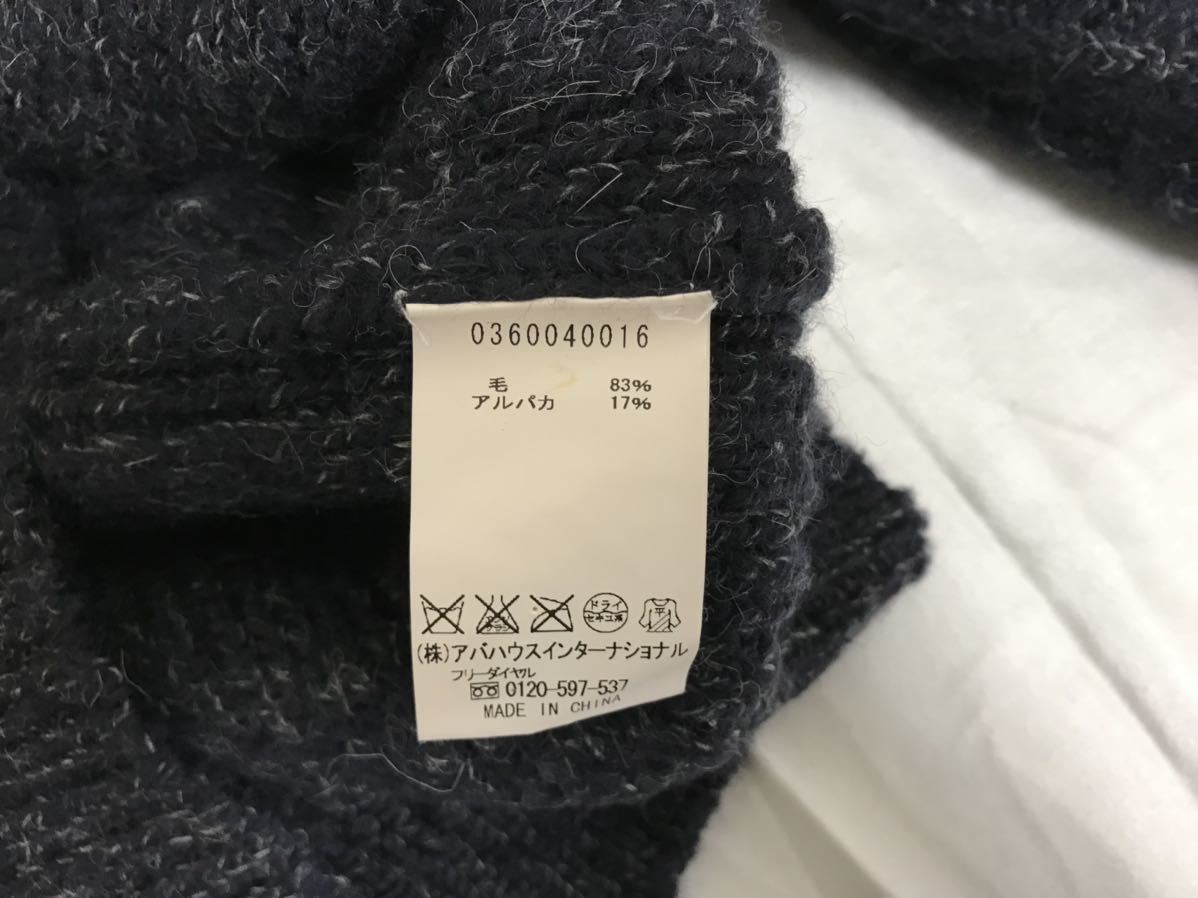 0360040016
毛 83%
アルパカ 17%
ドライ
セキユ系
平
(株)アバハウスインターナショナル
フリーダイヤル
0120-597-537
MADE IN CHINA